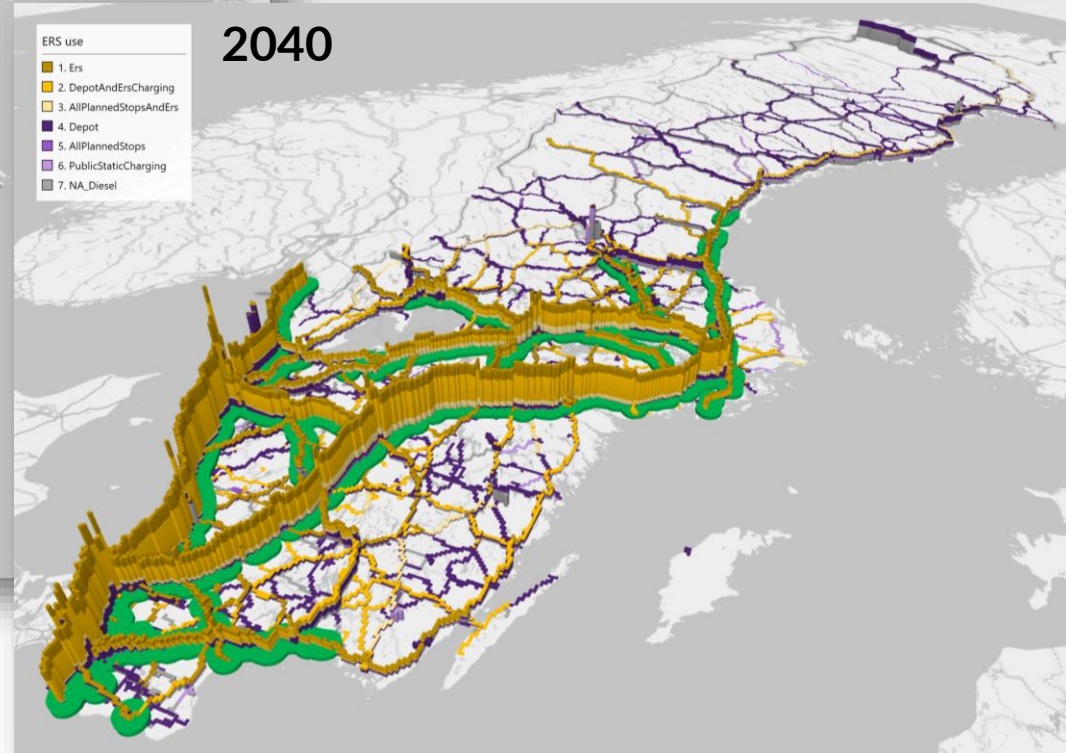 2040
ERS use
1. Ers
2. DepotAndErsCharging
3. AllPlannedStopsAndErs
4. Depot
5. AllPlannedStops
6. PublicStaticCharging
7. NA_Diesel